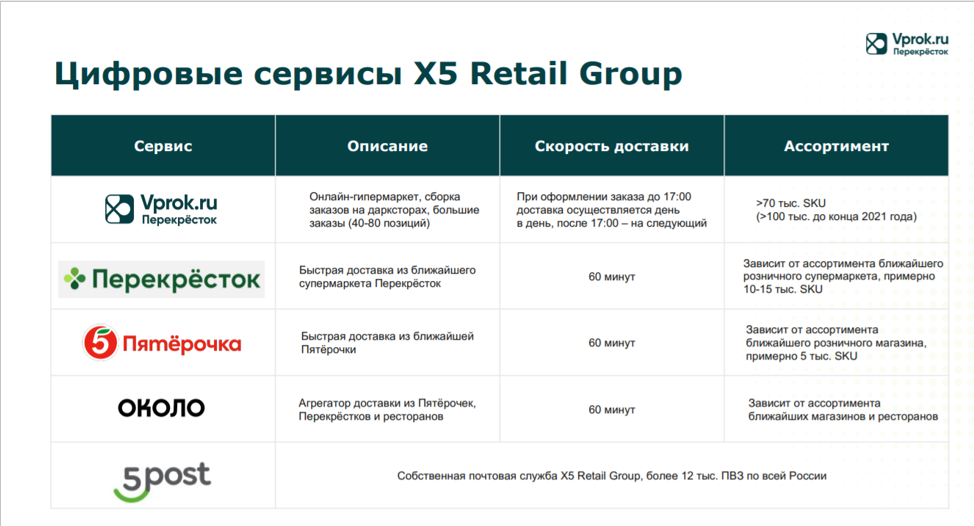 Vprok.ru
Перекрёсток
Цифровые сервисы X5 Retail Group
Сервис
Описание
Скорость доставки
Ассортимент
Vprok.ru
Перекрёсток
Онлайн-гипермаркет, сборка
заказов на дарксторах, большие
заказы (40-80 позиций)
При оформлении заказа до 17:00
доставка осуществляется день
в день, после 17:00 – на следующий
>70 тыс. SKU
(>100 тыс. до конца 2021 года)
Перекрёсток
Быстрая доставка из ближайшего
супермаркета Перекрёсток
60 минут
Зависит от ассортимента ближайшего
розничного супермаркета, примерно
10-15 тыс. SKU
5 Пятёрочка
Быстрая доставка из ближайшей
Пятёрочки
60 минут
Зависит от ассортимента
ближайшего розничного магазина,
примерно 5 тыс. SKU
ОКОЛО
Агрегатор доставки из Пятёрочек,
Перекрёстков и ресторанов
60 минут
Зависит от ассортимента
ближайших магазинов и ресторанов
5post
Собственная почтовая служба X5 Retail Group, более 12 тыс. ПВЗ по всей России